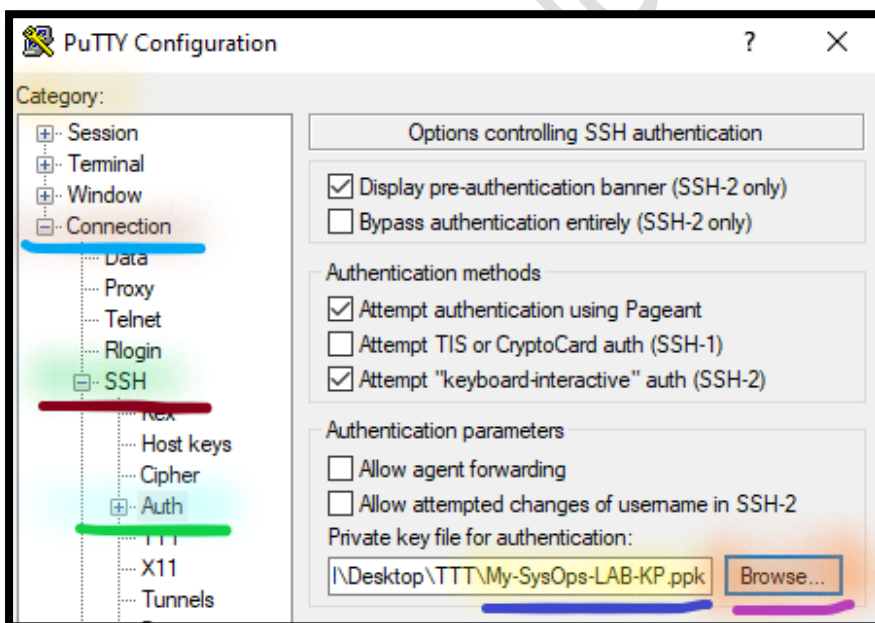 PuTTY Configuration ? ×
Category:
Session
Terminal
Window
Connection
Data
Proxy
Telnet
Rlogin
SSH
Kex
Host keys
Cipher
Auth
TTY
X11
Tunnels
Options controlling SSH authentication
Display pre-authentication banner (SSH-2 only)
Bypass authentication entirely (SSH-2 only)
Authentication methods
Attempt authentication using Pageant
Attempt TIS or CryptoCard auth (SSH-1)
Attempt "keyboard-interactive" auth (SSH-2)
Authentication parameters
Allow agent forwarding
Allow attempted changes of username in SSH-2
Private key file for authentication:
l\Desktop\TTT\My-SysOps-LAB-KP.ppk Browse...